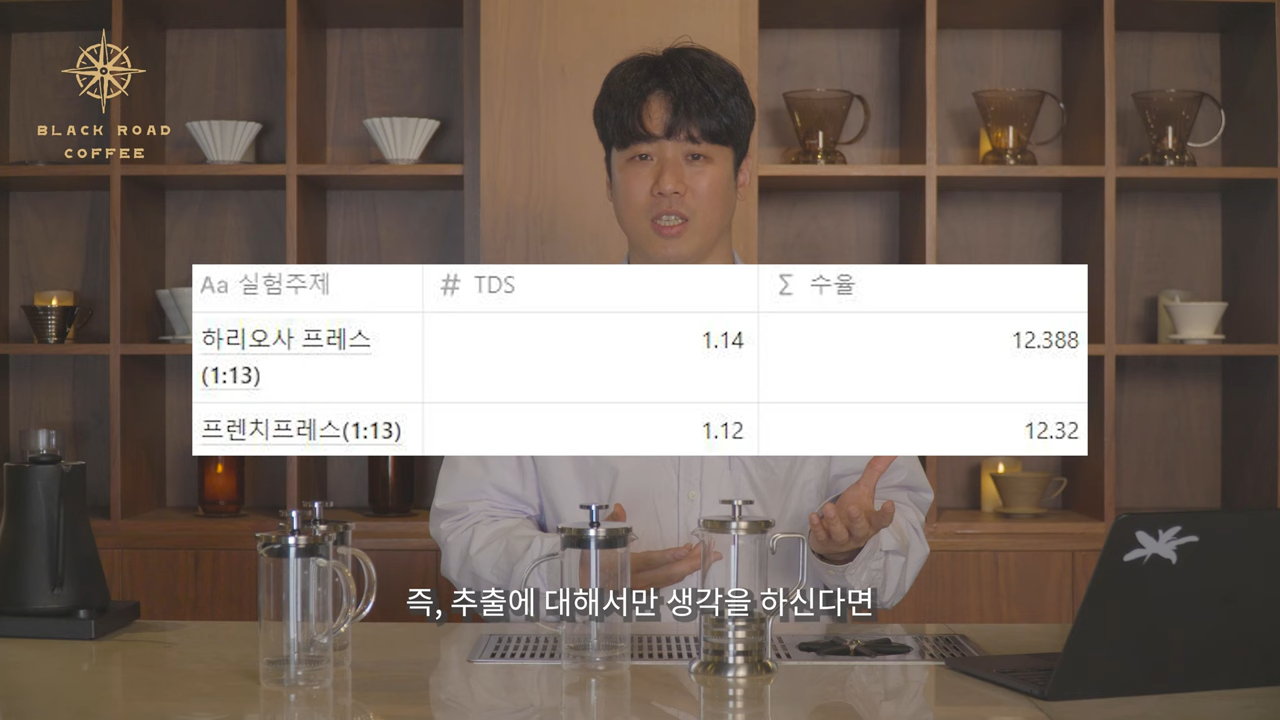 BLACK ROAD
COFFEE
Aa 실험주제 # TDS Σ 수율
하리오사 프레스 1.14 12.388
(1:13)
프렌치프레스(1:13) 1.12 12.32
즉, 추출에 대해서만 생각을 하신다면